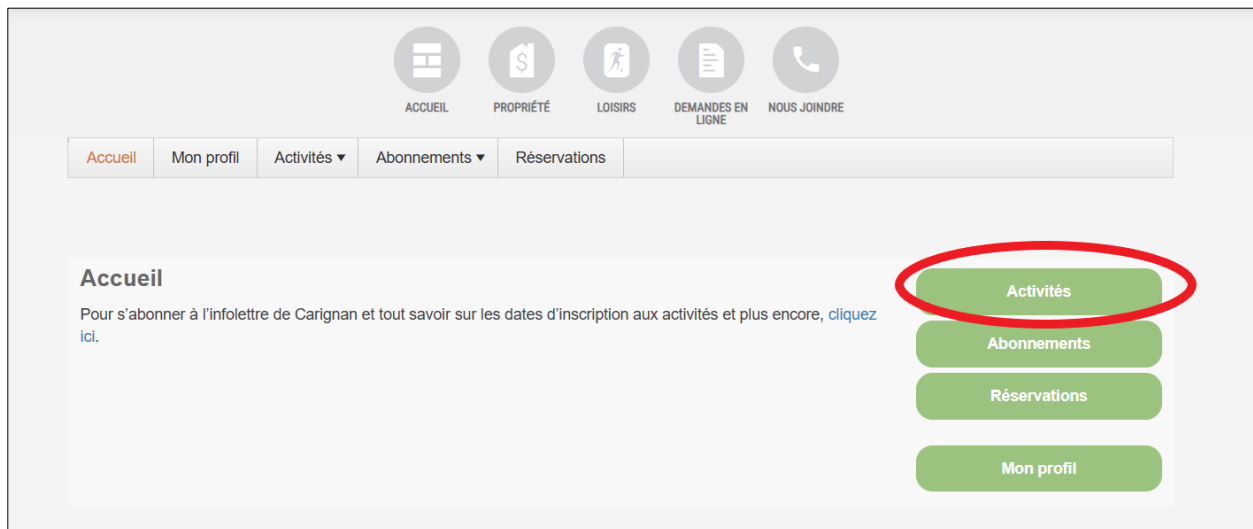 ACCUEIL
PROPRIÉTÉ
LOISIRS
DEMANDES EN
LIGNE
NOUS JOINDRE
Accueil
Mon profil
Activités
Abonnements
Réservations
Accueil
Pour s’abonner à l’infolettre de Carignan et tout savoir sur les dates d’inscription aux activités et plus encore, cliquez
ici.
Activités
Abonnements
Réservations
Mon profil